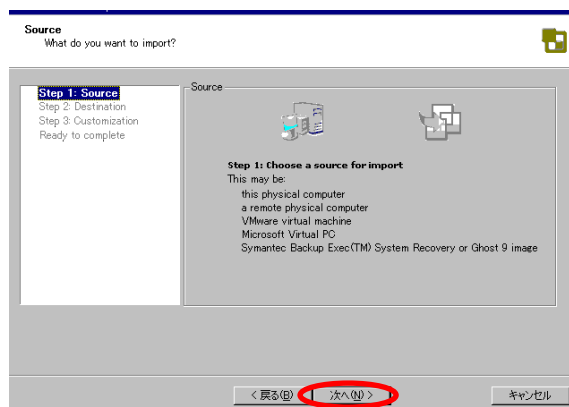 Source
What do you want to import?
Step 1: Source
Step 2: Destination
Step 3: Customization
Ready to complete
Source
Step 1: Choose a source for import
This may be:
this physical computer
a remote physical computer
VMware virtual machine
Microsoft Virtual PC
Symantec Backup Exec(TM) System Recovery or Ghost 9 image
< 戻る(B)
次へ(N) >
キャンセル